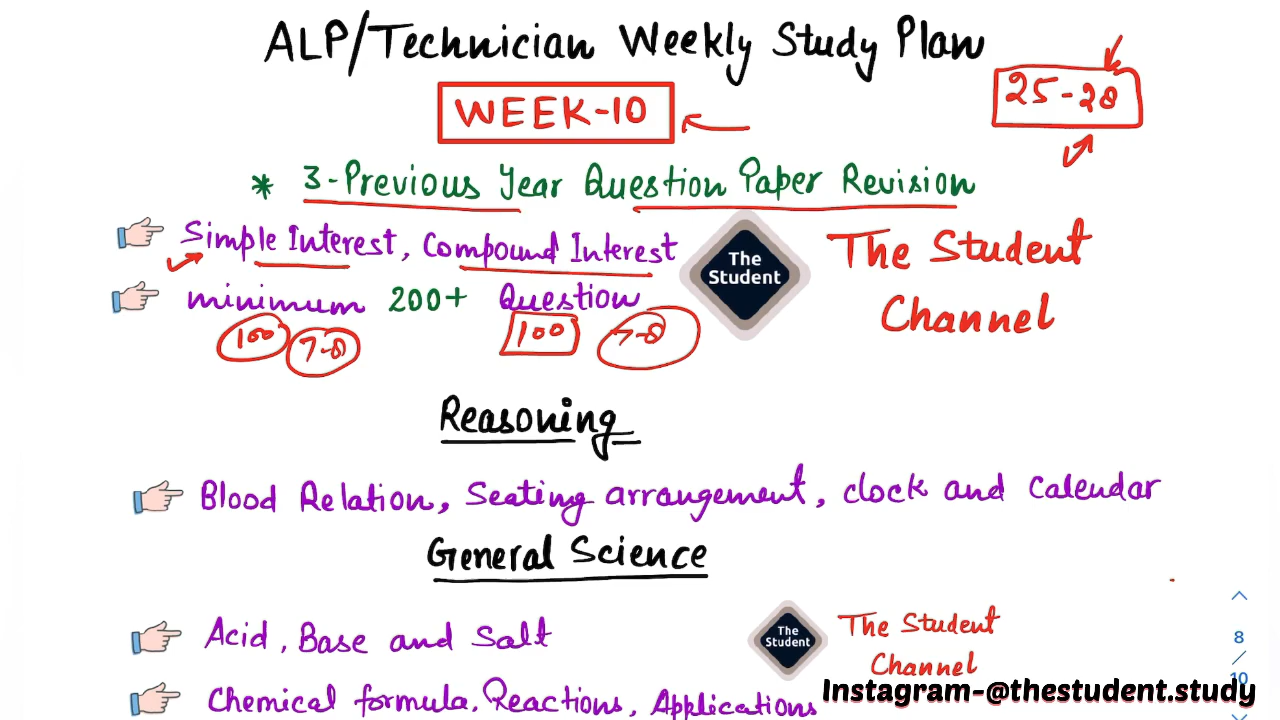 ALP/Technician Weekly Study Plan
WEEK-10
25-28
* 3-Previous Year Question Paper Revision
Simple Interest, Compound Interest
minimum 200+ Question
The Student
The Student Channel
100 7-8 100 7-8
Reasoning
Blood Relation, Seating arrangement, clock and Calendar
General Science
Acid, Base and Salt
The Student
The Student Channel
Chemical formula, Reactions, Applications
8 / 10
Instagram-@thestudent.study